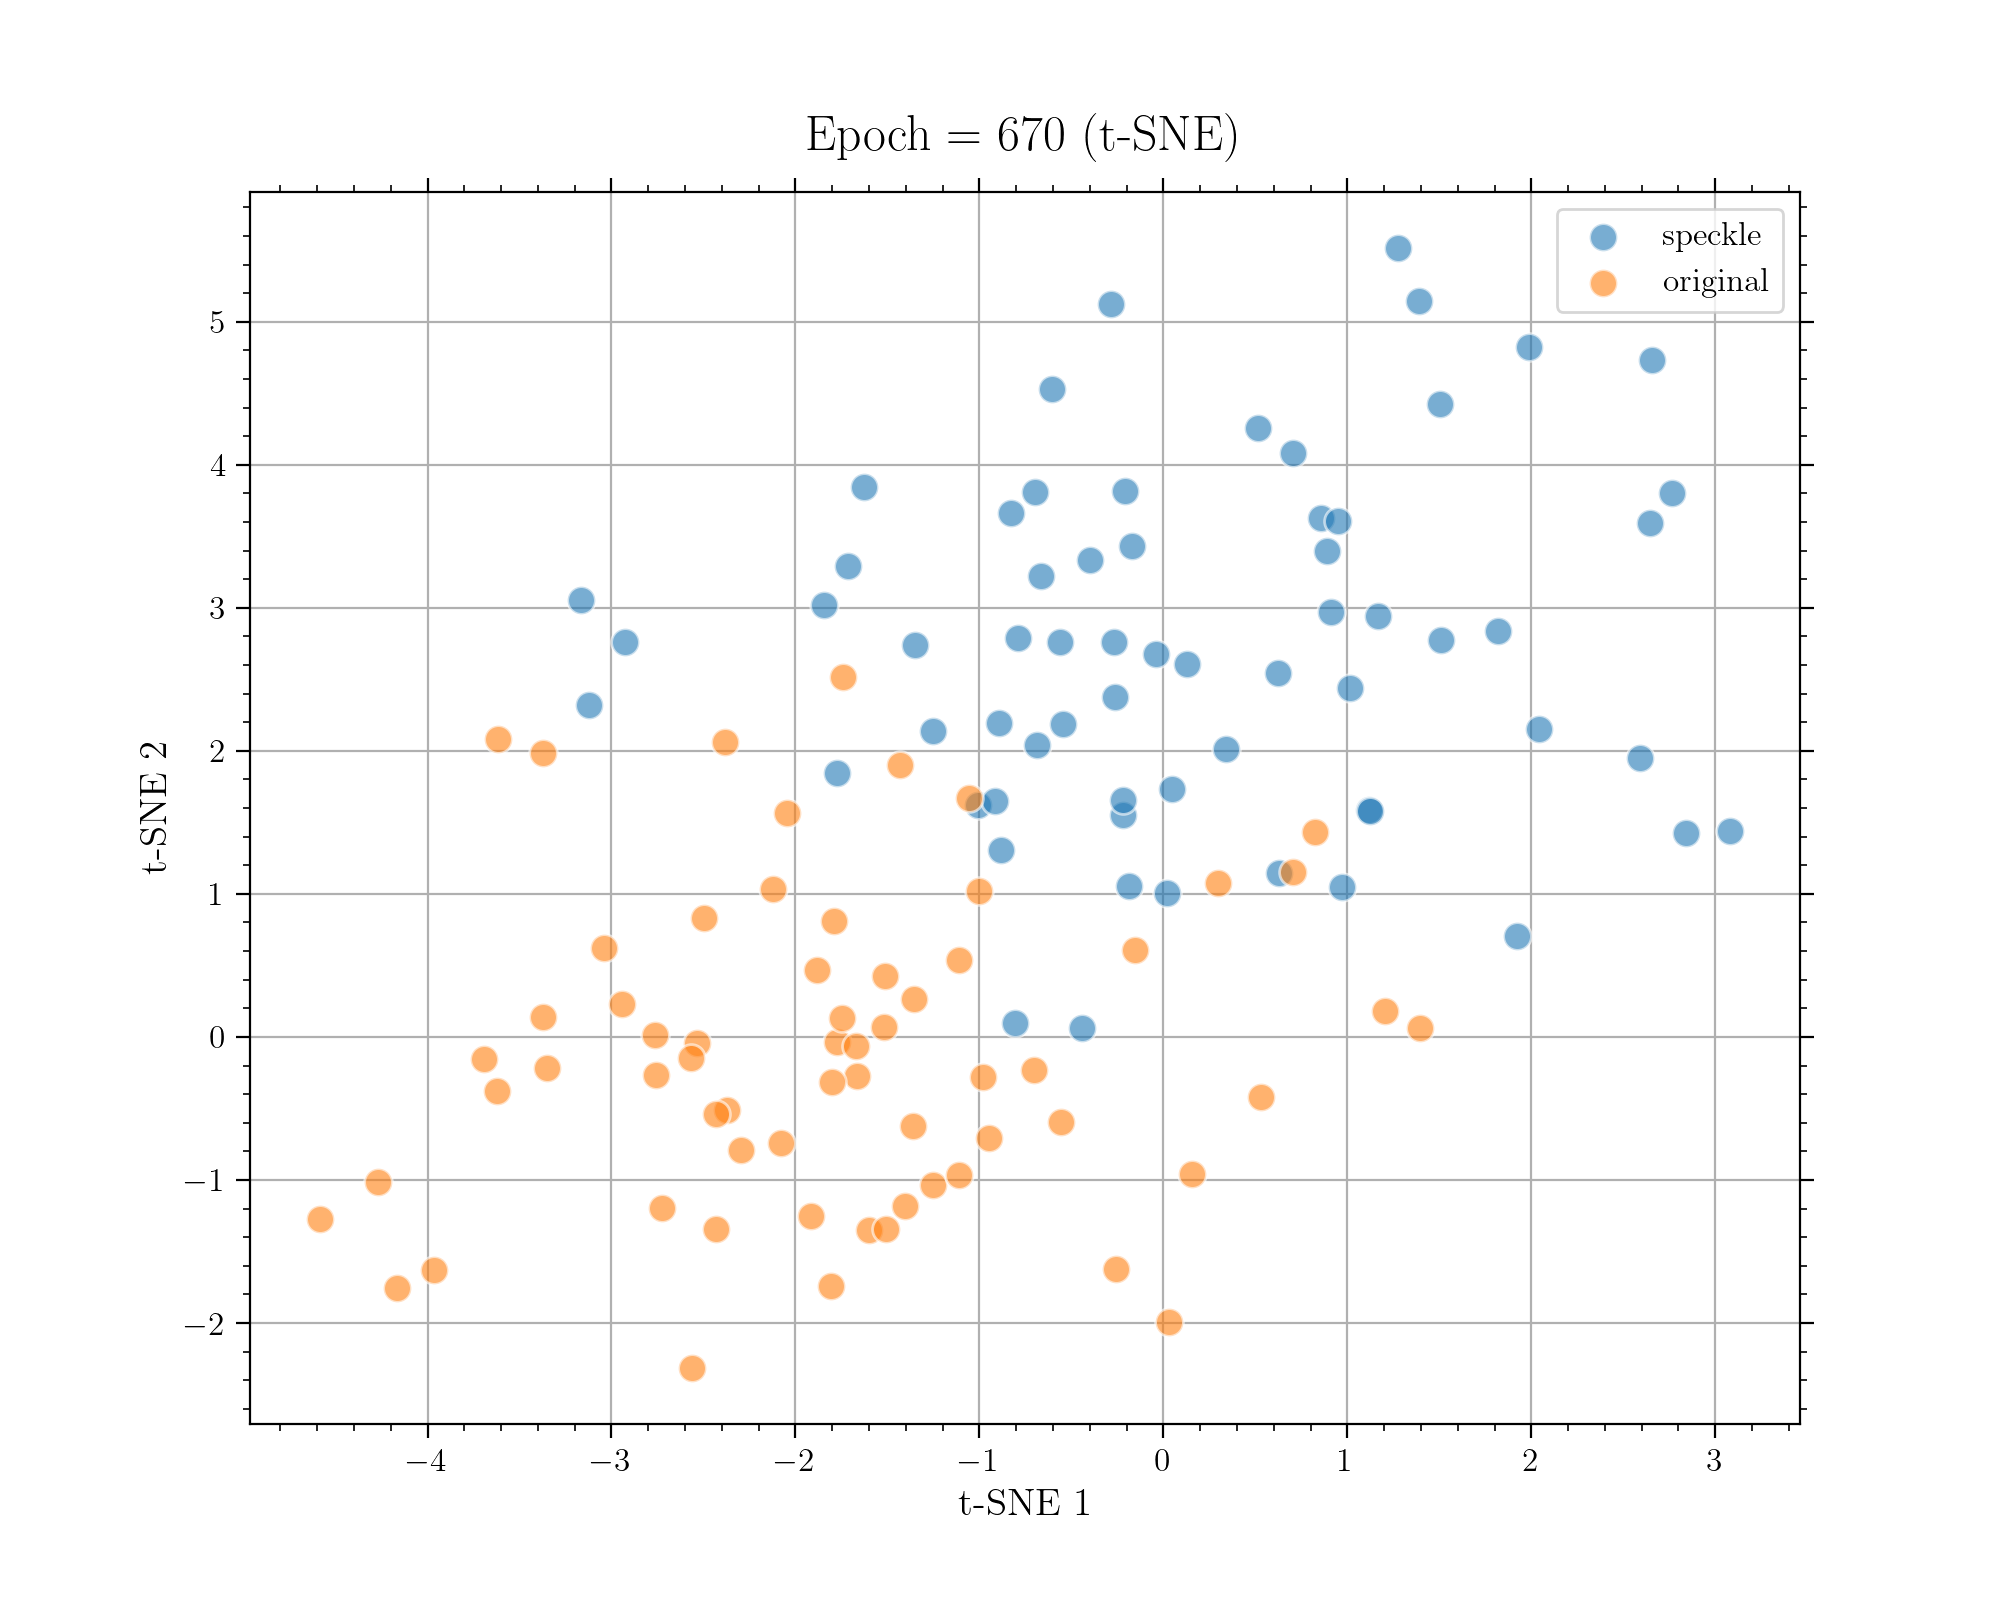 Epoch = 670 (t-SNE)
speckle
original
5
4
3
2
1
0
−1
−2
t-SNE 2
−4 −3 −2 −1 0 1 2 3
t-SNE 1